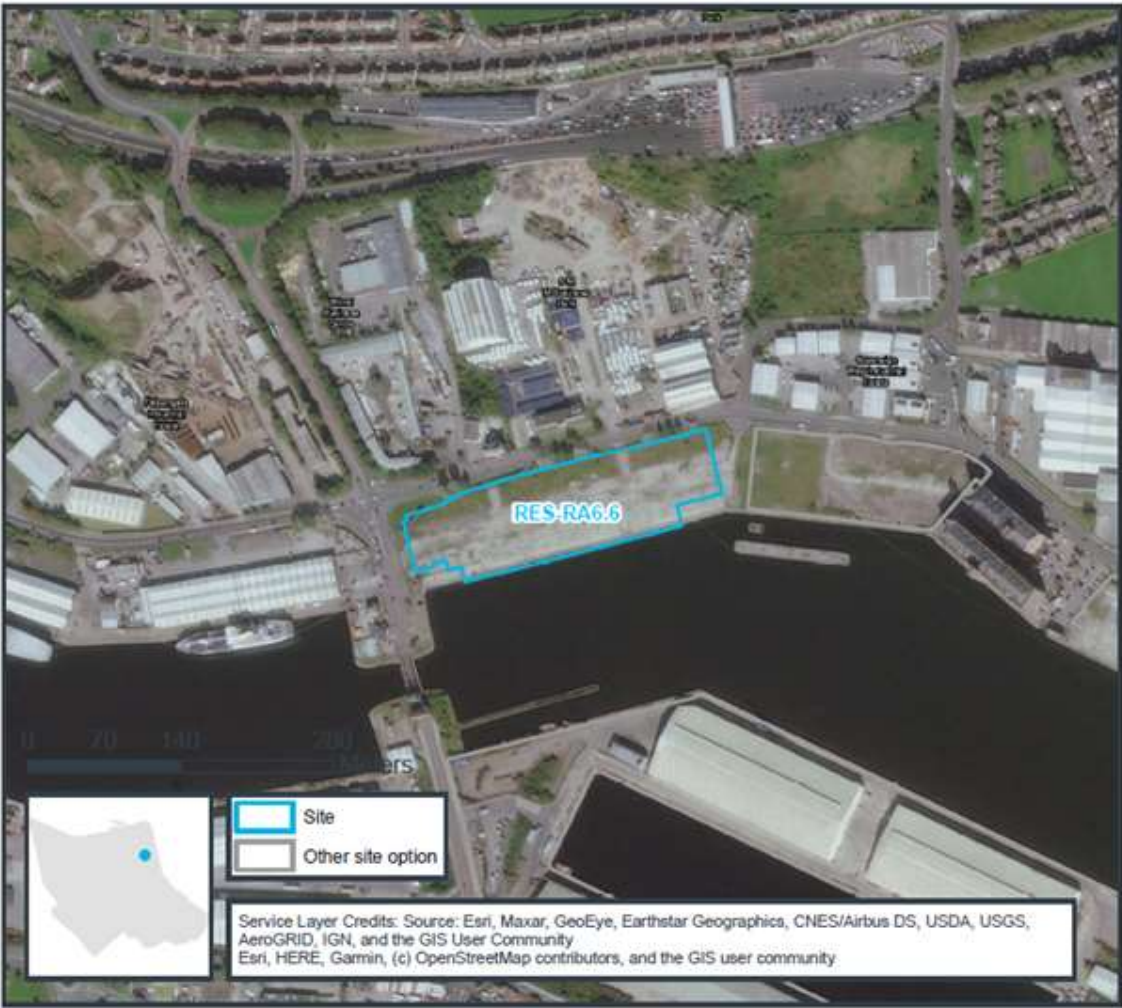 RES-RA6.6
0 70 140 280
Meters
Site
Other site option
Service Layer Credits: Source: Esri, Maxar, GeoEye, Earthstar Geographics, CNES/Airbus DS, USDA, USGS,
AeroGRID, IGN, and the GIS User Community
Esri, HERE, Garmin, (c) OpenStreetMap contributors, and the GIS user community